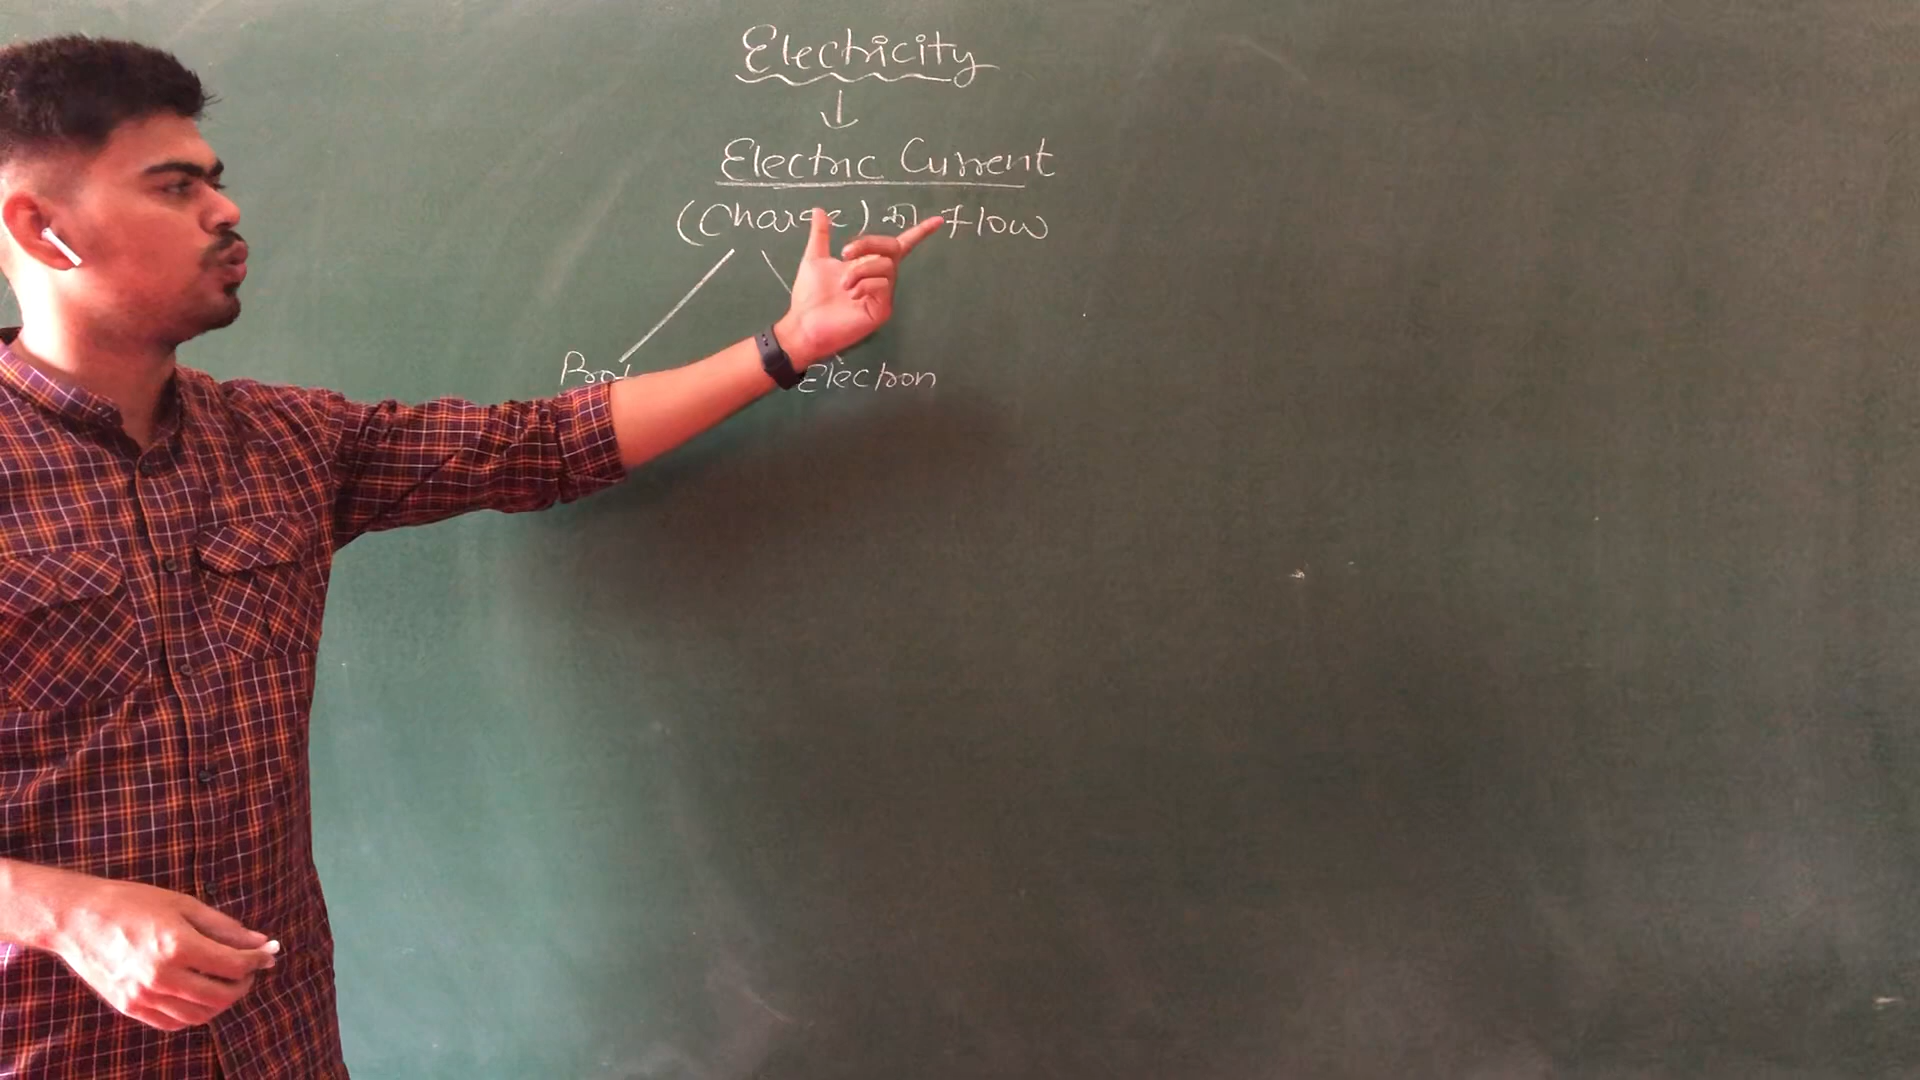 Electricity
↓
Electric Current
(Charge) का Flow
Electron